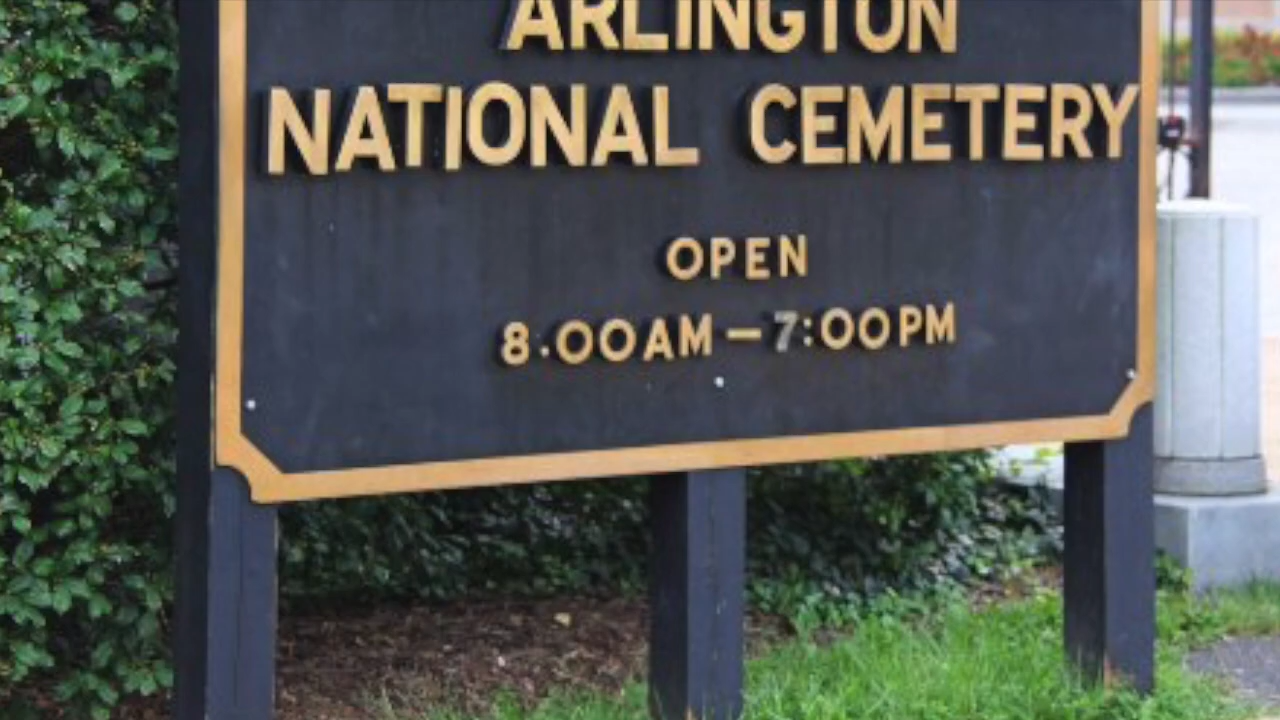 ARLINGTON
NATIONAL CEMETERY
OPEN
8:00AM—7:00PM